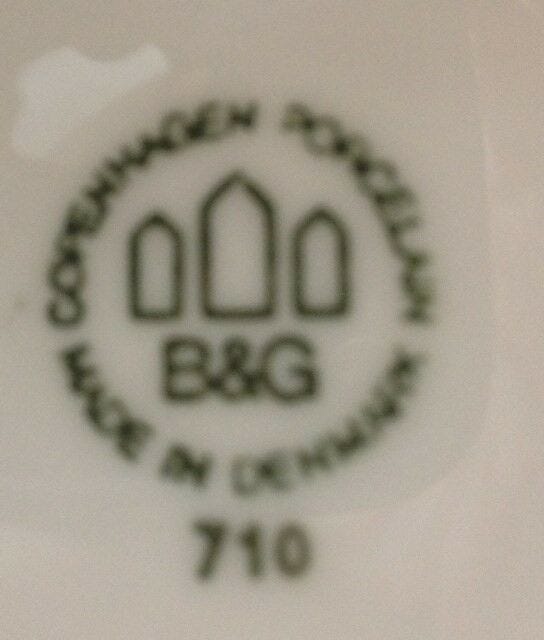 COPENHAGEN PORCELAIN
B&G
MADE IN DENMARK
710